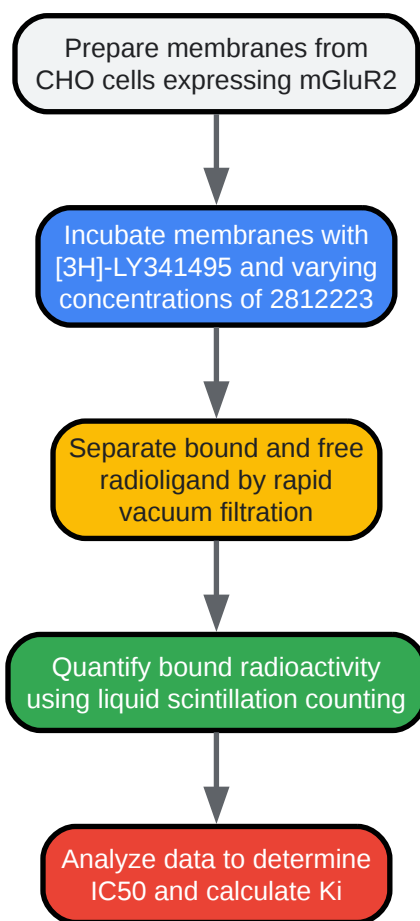 Prepare membranes from
CHO cells expressing mGluR2
Incubate membranes with
[3H]-LY341495 and varying
concentrations of 2812223
Separate bound and free
radioligand by rapid
vacuum filtration
Quantify bound radioactivity
using liquid scintillation counting
Analyze data to determine
IC50 and calculate Ki